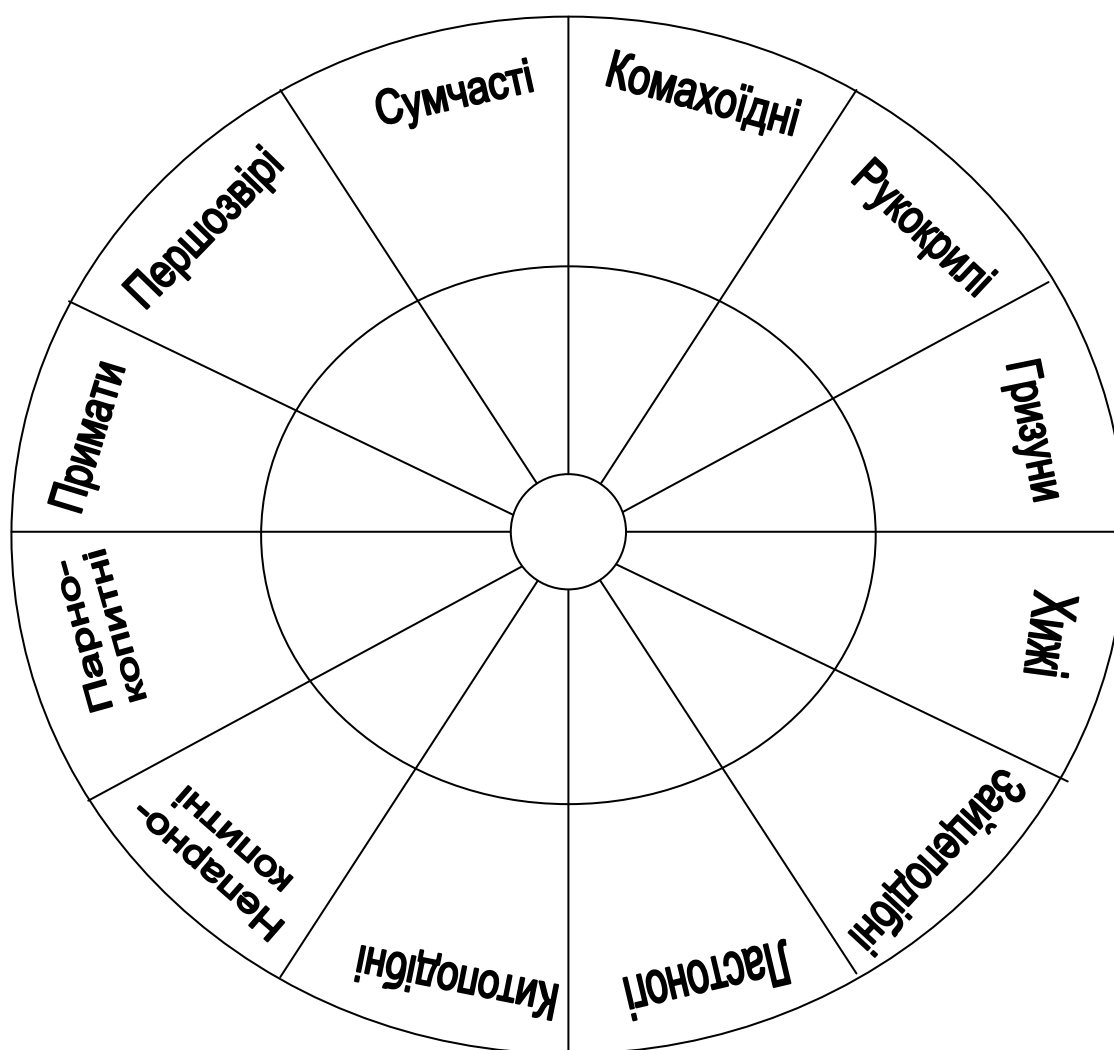 Сумчасті
Комахоїдні
Рукокрилі
Гризуни
Хижі
Зайцеподібні
Ластоногі
Китоподібні
Непарно-
копитні
Парно-
копитні
Примати
Першозвірі